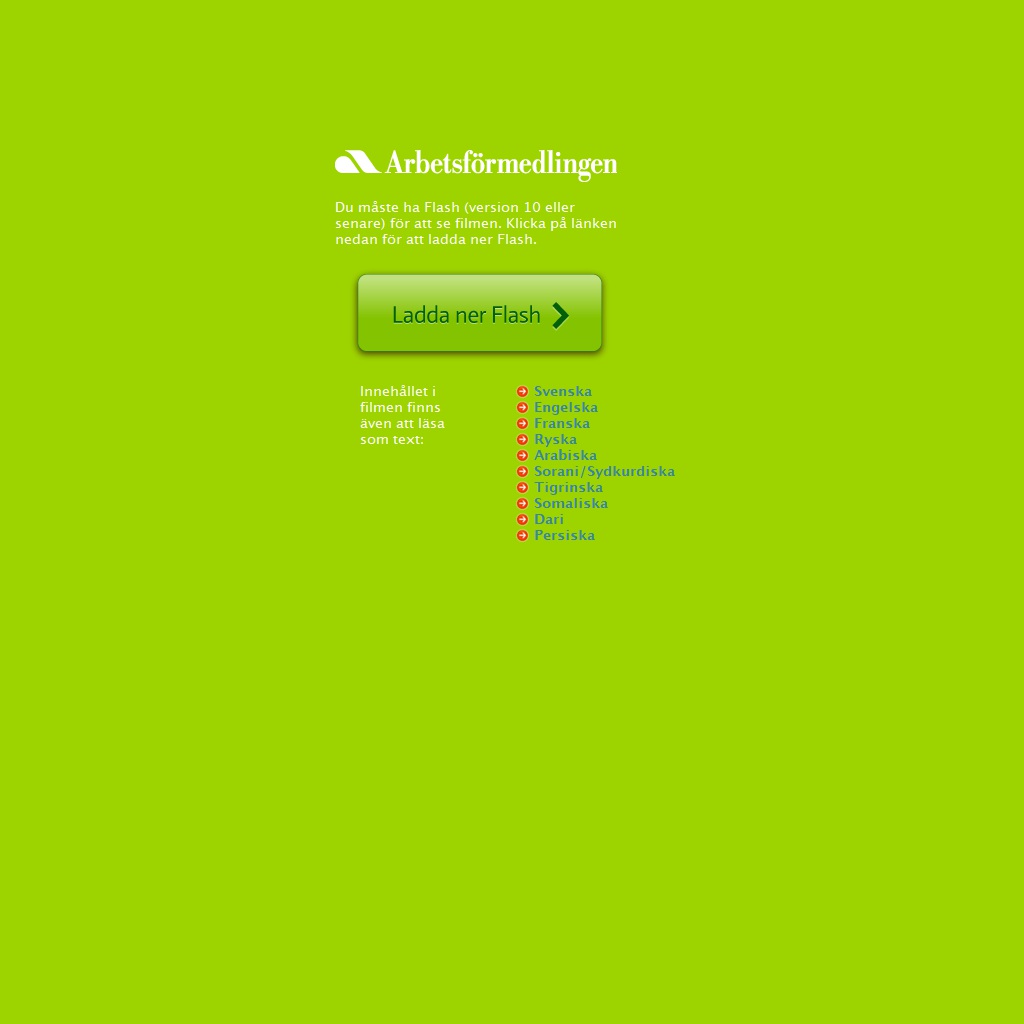 Arbetsförmedlingen
Du måste ha Flash (version 10 eller
senare) för att se filmen. Klicka på länken
nedan för att ladda ner Flash.
Ladda ner Flash
Innehållet i
filmen finns
även att läsa
som text:
Svenska
Engelska
Franska
Ryska
Arabiska
Sorani/Sydkurdiska
Tigrinska
Somaliska
Dari
Persiska